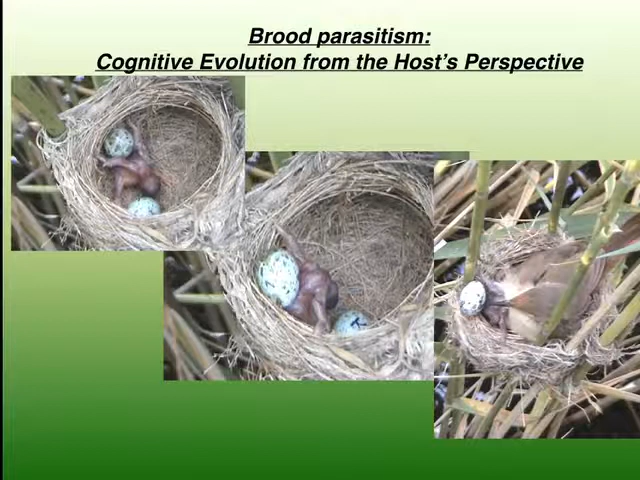 Brood parasitism:
Cognitive Evolution from the Host's Perspective